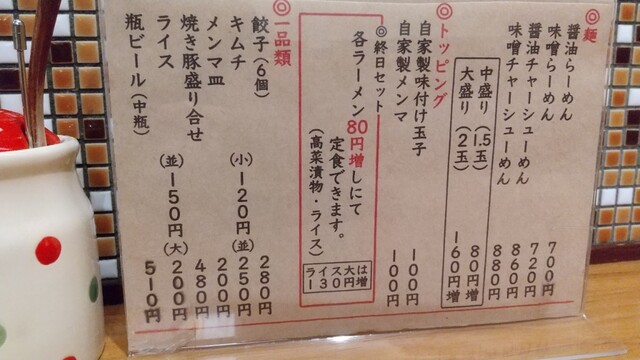 ◎麺
醤油らーめん 700円
味噌らーめん 720円
醤油チャーシューめん 860円
味噌チャーシューめん 880円
中盛り(1.5玉) 80円増
大盛り(2玉) 160円増
◎トッピング
自家製味付け玉子 100円
自家製メンマ 100円
◎終日セット
各ラーメン80円増しにて
定食できます。
(高菜漬物・ライス)
ライス大は
130円増
◎一品類
餃子(6個) 280円
キムチ (小)120円 (並)250円
メンマ皿 200円
焼き豚盛り合せ 480円
ライス (並)150円 (大)200円
瓶ビール(中瓶) 510円